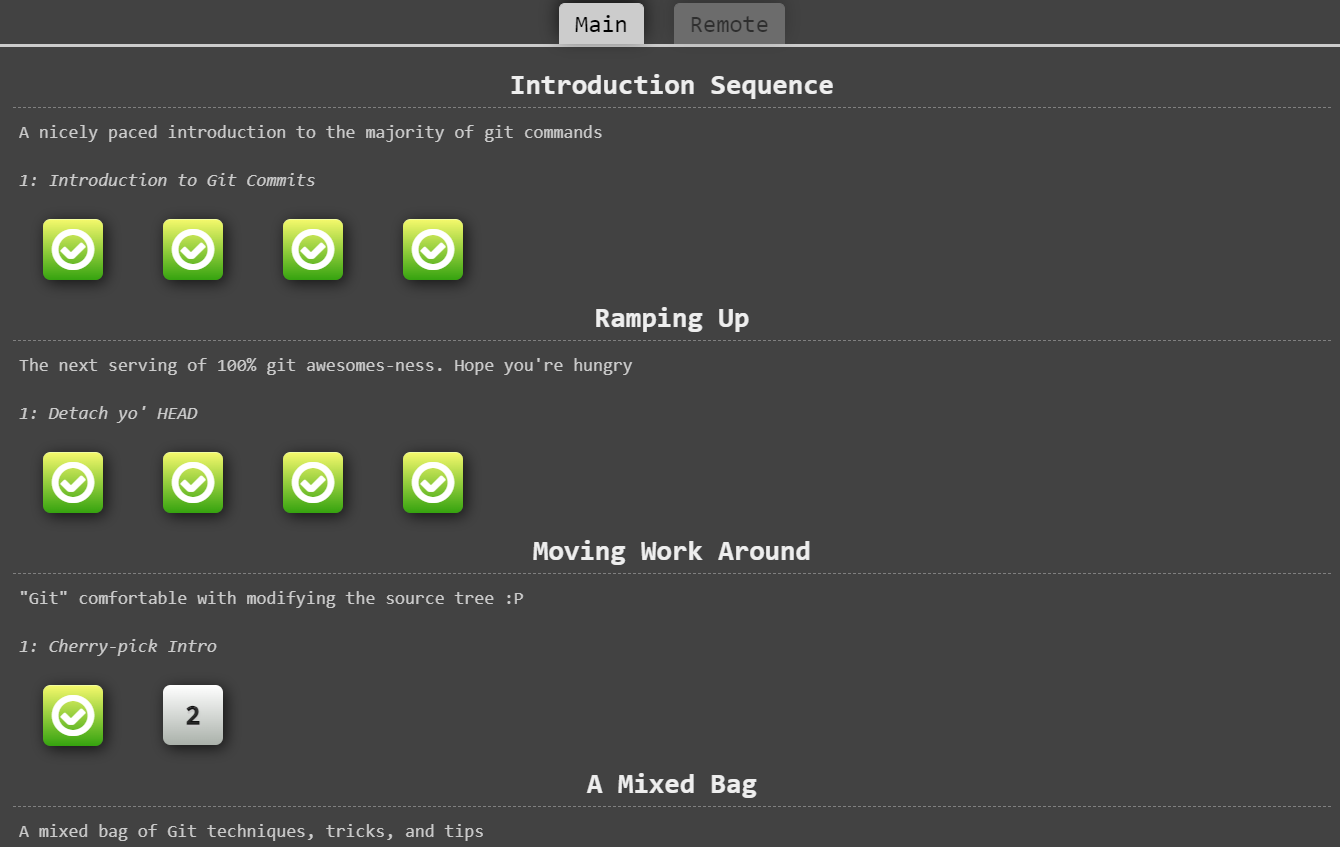 Main
Remote
Introduction Sequence
A nicely paced introduction to the majority of git commands
1: Introduction to Git Commits
Ramping Up
The next serving of 100% git awesomes-ness. Hope you're hungry
1: Detach yo' HEAD
Moving Work Around
"Git" comfortable with modifying the source tree :P
1: Cherry-pick Intro
2
A Mixed Bag
A mixed bag of Git techniques, tricks, and tips